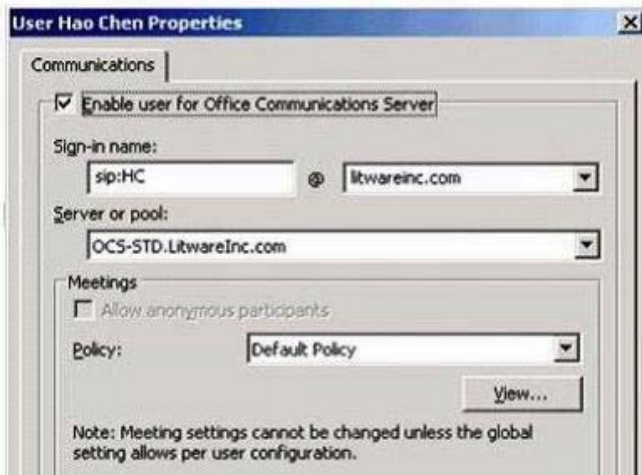 User Hao Chen Properties
Communications
Enable user for Office Communications Server
Sign-in name:
sip:HC @ litwareinc.com
Server or pool:
OCS-STD.LitwareInc.com
Meetings
Allow anonymous participants
Policy: Default Policy
View...
Note: Meeting settings cannot be changed unless the global
setting allows per user configuration.